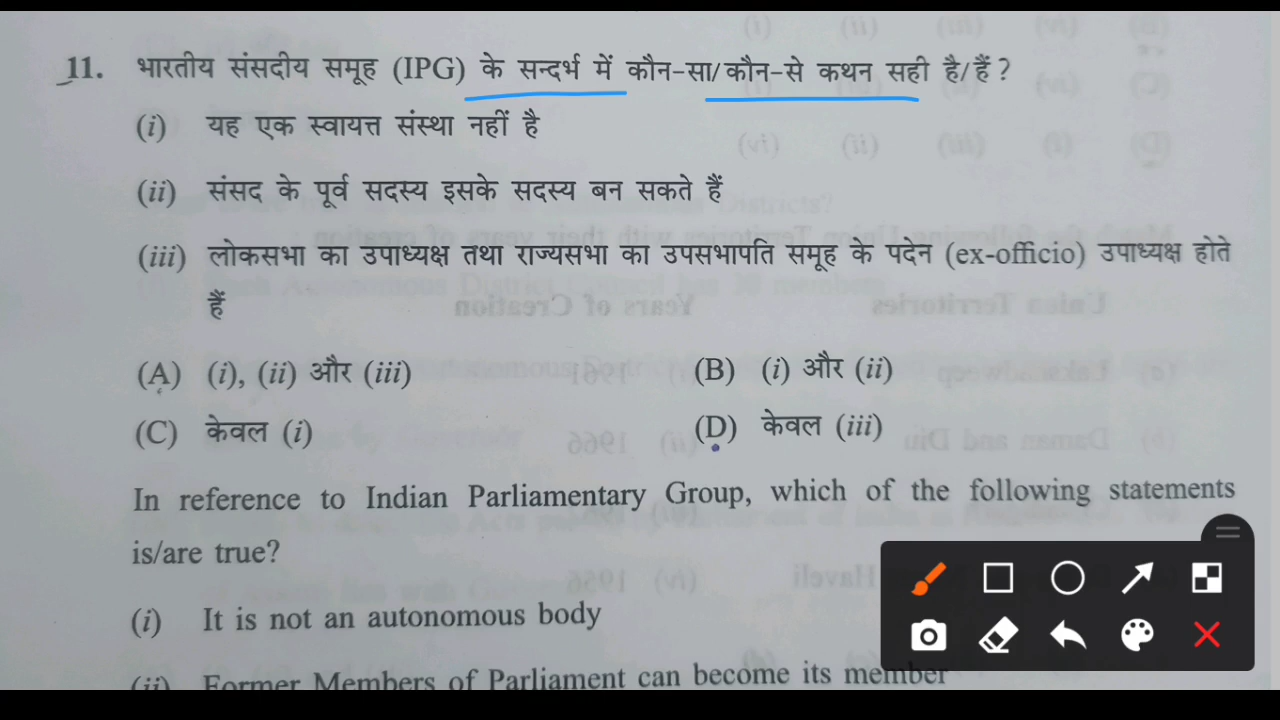 11. भारतीय संसदीय समूह (IPG) के सन्दर्भ में कौन-सा/कौन-से कथन सही है/हैं ?
(i) यह एक स्वायत्त संस्था नहीं है
(ii) संसद के पूर्व सदस्य इसके सदस्य बन सकते हैं
(iii) लोकसभा का उपाध्यक्ष तथा राज्यसभा का उपसभापति समूह के पदेन (ex-officio) उपाध्यक्ष होते
हैं
(A) (i), (ii) और (iii) (B) (i) और (ii)
(C) केवल (i) (D) केवल (iii)
In reference to Indian Parliamentary Group, which of the following statements
is/are true?
(i) It is not an autonomous body
(ii) Former Members of Parliament can become its member